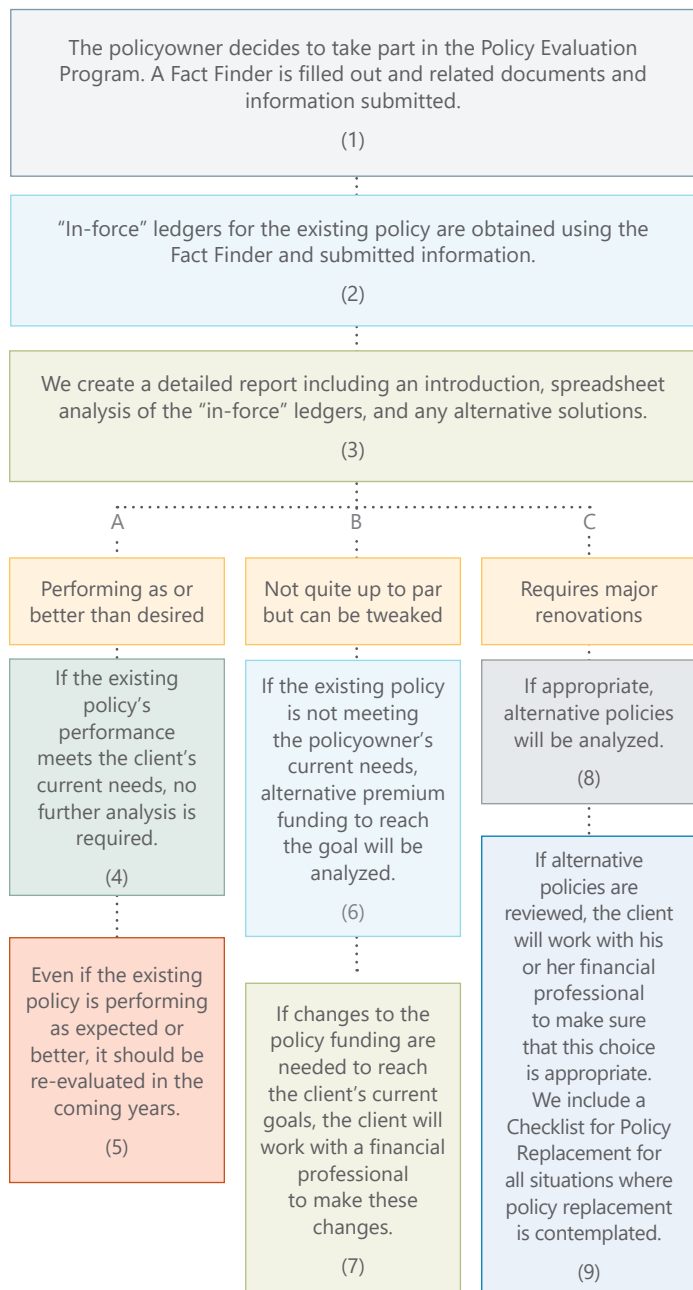 The policyowner decides to take part in the Policy Evaluation
Program. A Fact Finder is filled out and related documents and
information submitted.
(1)
“In-force” ledgers for the existing policy are obtained using the
Fact Finder and submitted information.
(2)
We create a detailed report including an introduction, spreadsheet
analysis of the “in-force” ledgers, and any alternative solutions.
(3)
A
Performing as or
better than desired
If the existing
policy’s
performance
meets the client’s
current needs, no
further analysis is
required.
(4)
Even if the existing
policy is performing
as expected or
better, it should be
re-evaluated in the
coming years.
(5)
B
Not quite up to par
but can be tweaked
If the existing policy
is not meeting
the policyowner’s
current needs,
alternative premium
funding to reach
the goal will be
analyzed.
(6)
If changes to the
policy funding are
needed to reach
the client’s current
goals, the client will
work with a financial
professional
to make these
changes.
(7)
C
Requires major
renovations
If appropriate,
alternative policies
will be analyzed.
(8)
If alternative
policies are
reviewed, the client
will work with his
or her financial
professional
to make sure
that this choice
is appropriate.
We include a
Checklist for Policy
Replacement for
all situations where
policy replacement
is contemplated.
(9)